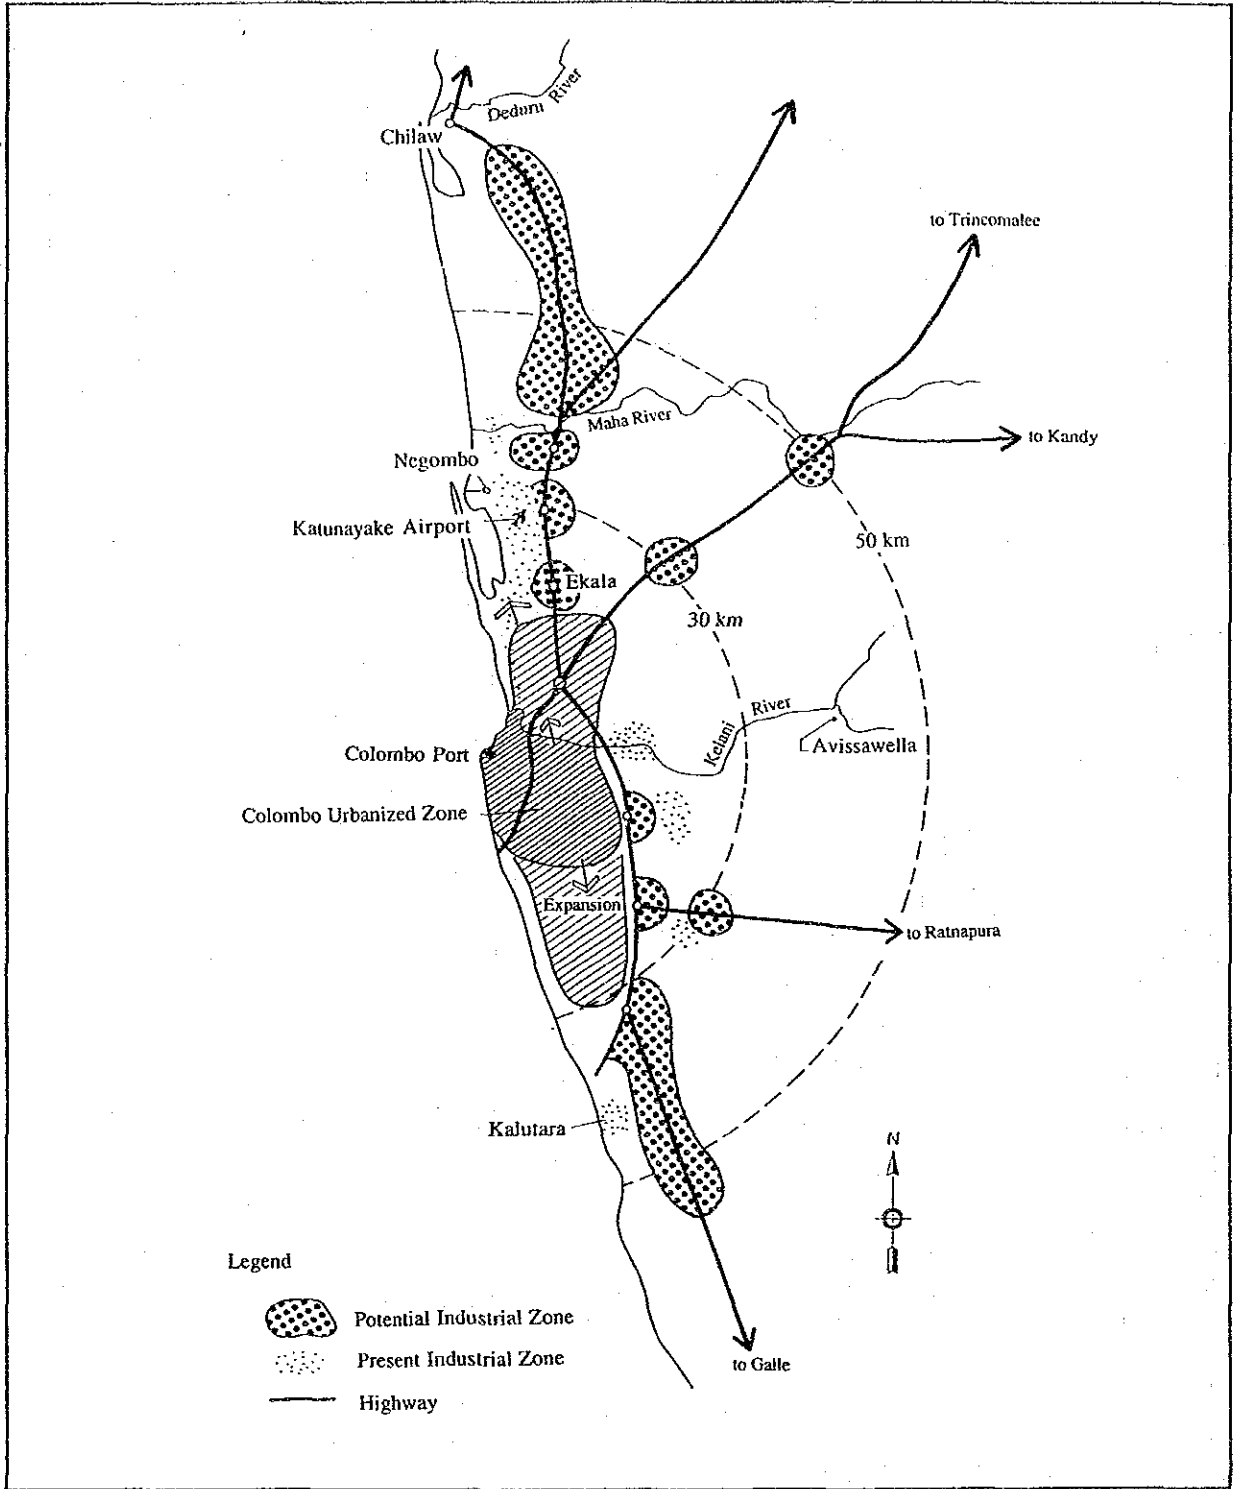 Deduru River
Chilaw
to Trincomalee
Maha River
to Kandy
Negombo
Katunayake Airport
50 km
Ekala
30 km
Kelani River
Avissawella
Colombo Port
Colombo Urbanized Zone
Expansion
to Ratnapura
Kalutara
N
Legend
Potential Industrial Zone
Present Industrial Zone
Highway
to Galle